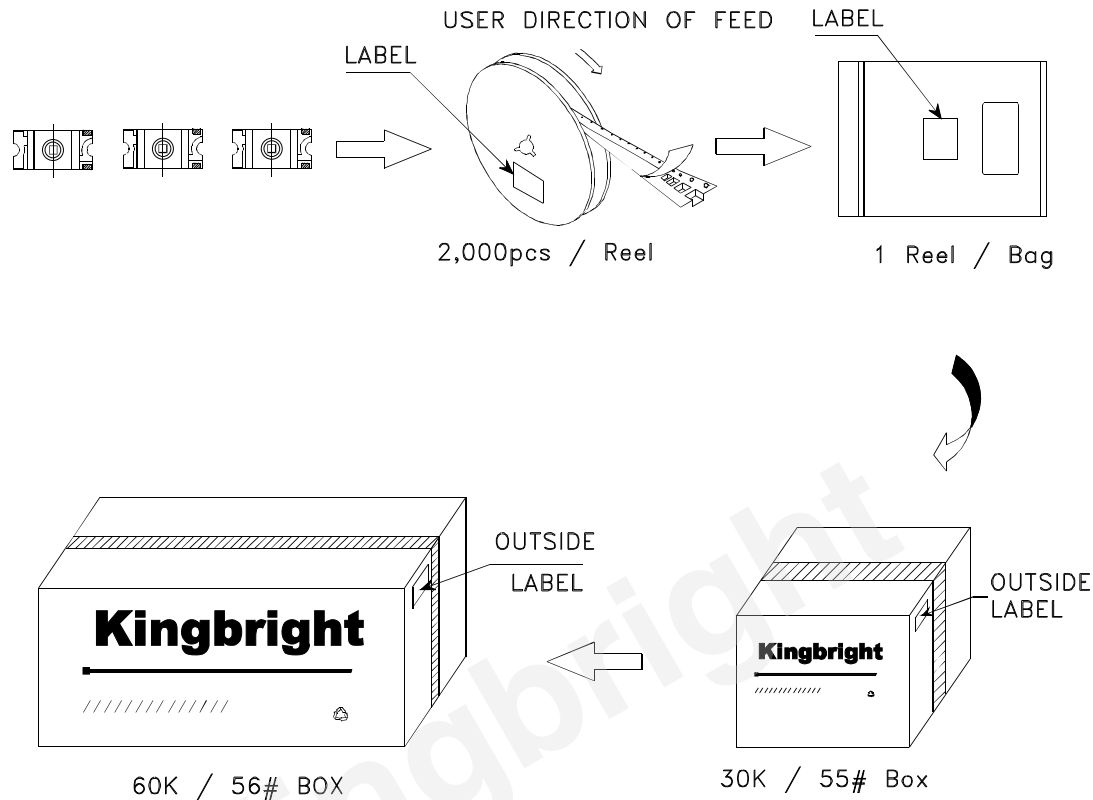 USER DIRECTION OF FEED
LABEL
LABEL
2,000pcs / Reel
1 Reel / Bag
OUTSIDE
LABEL
OUTSIDE
LABEL
Kingbright
Kingbright
60K / 56# BOX
30K / 55# Box
ingbright